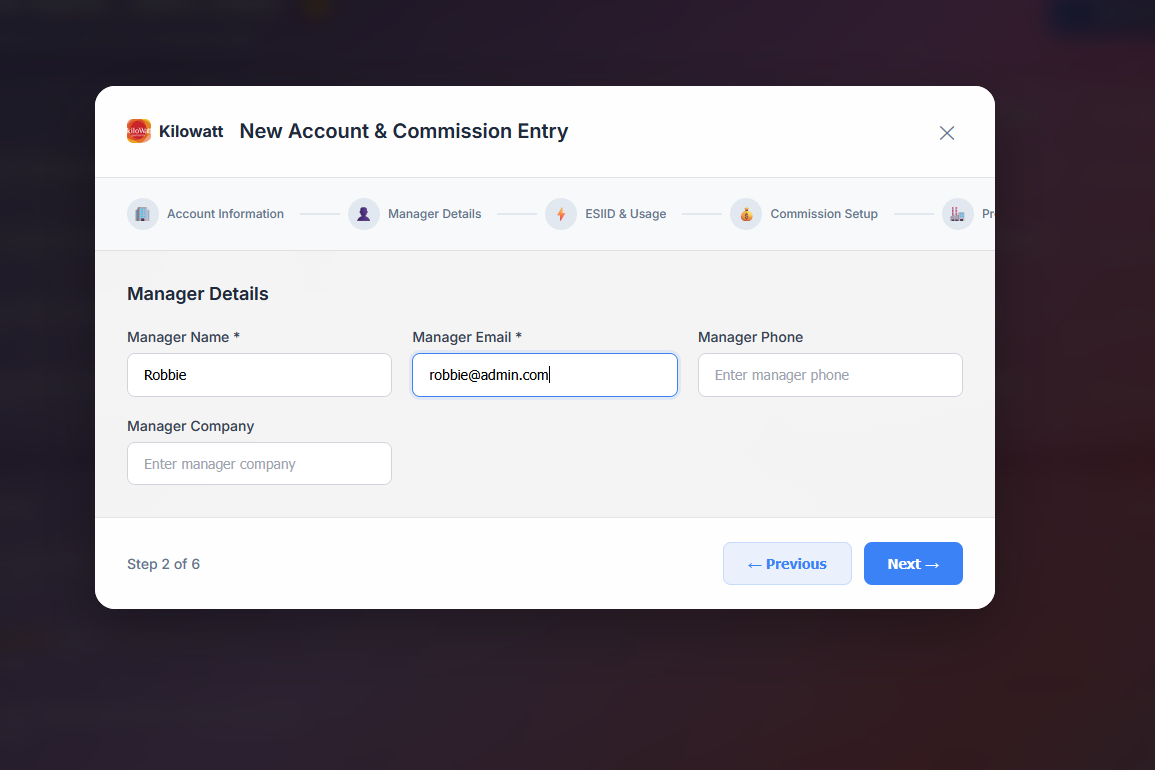 Kilowatt New Account & Commission Entry
Account Information Manager Details ESIID & Usage Commission Setup Pr
Manager Details
Manager Name * Manager Email * Manager Phone
Robbie robbie@admin.com Enter manager phone
Manager Company
Enter manager company
Step 2 of 6 ← Previous Next →